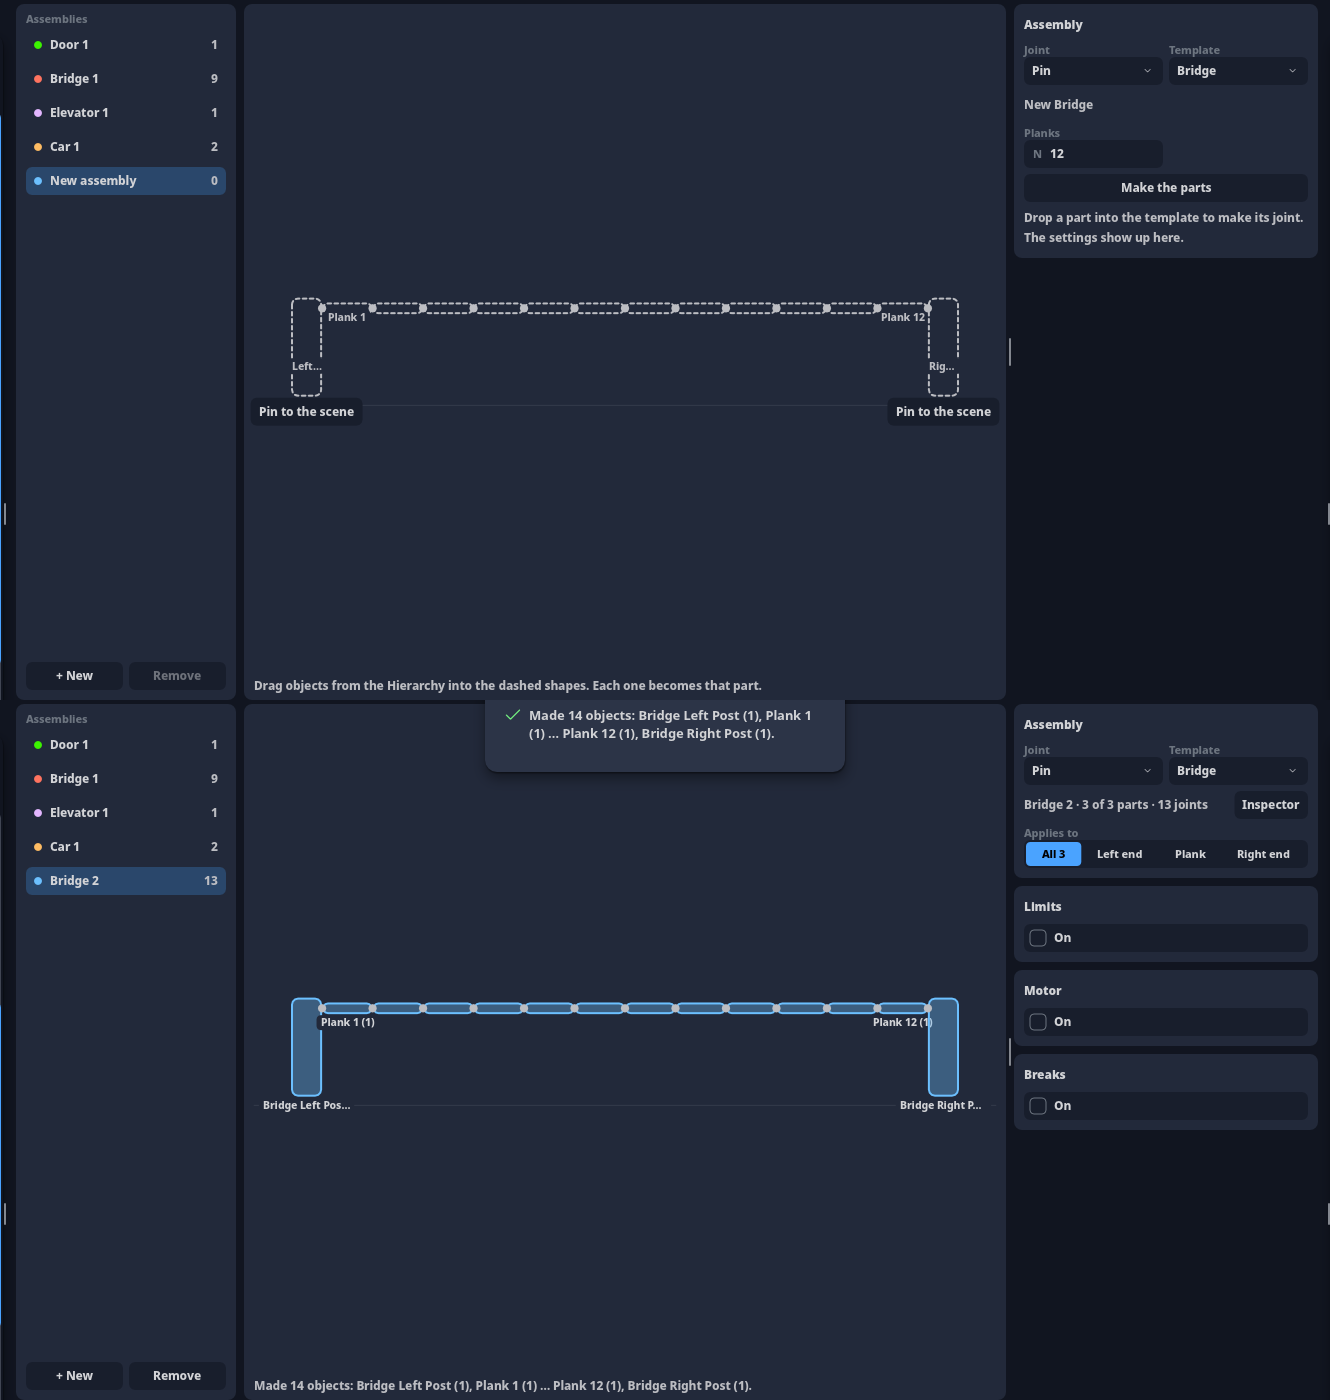 Assemblies
Door 1 1
Bridge 1 9
Elevator 1 1
Car 1 2
New assembly 0
+ New Remove
Plank 1 Plank 12
Left... Rig...
Pin to the scene Pin to the scene
Drag objects from the Hierarchy into the dashed shapes. Each one becomes that part.
Assembly
Joint Template
Pin Bridge
New Bridge
Planks
N 12
Make the parts
Drop a part into the template to make its joint.
The settings show up here.
Assemblies
Door 1 1
Bridge 1 9
Elevator 1 1
Car 1 2
Bridge 2 13
+ New Remove
Made 14 objects: Bridge Left Post (1), Plank 1
(1) ... Plank 12 (1), Bridge Right Post (1).
Plank 1 (1) Plank 12 (1)
Bridge Left Pos... Bridge Right P...
Made 14 objects: Bridge Left Post (1), Plank 1 (1) ... Plank 12 (1), Bridge Right Post (1).
Assembly
Joint Template
Pin Bridge
Bridge 2 · 3 of 3 parts · 13 joints Inspector
Applies to
All 3 Left end Plank Right end
Limits
On
Motor
On
Breaks
On